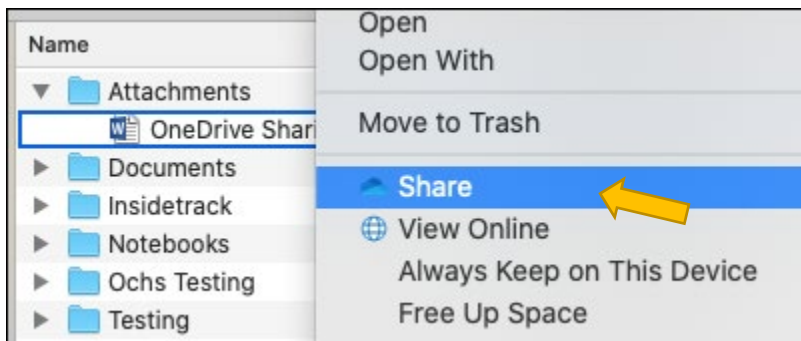 Name
Attachments
OneDrive Shari
Documents
Insidetrack
Notebooks
Ochs Testing
Testing
Open
Open With
Move to Trash
Share
View Online
Always Keep on This Device
Free Up Space